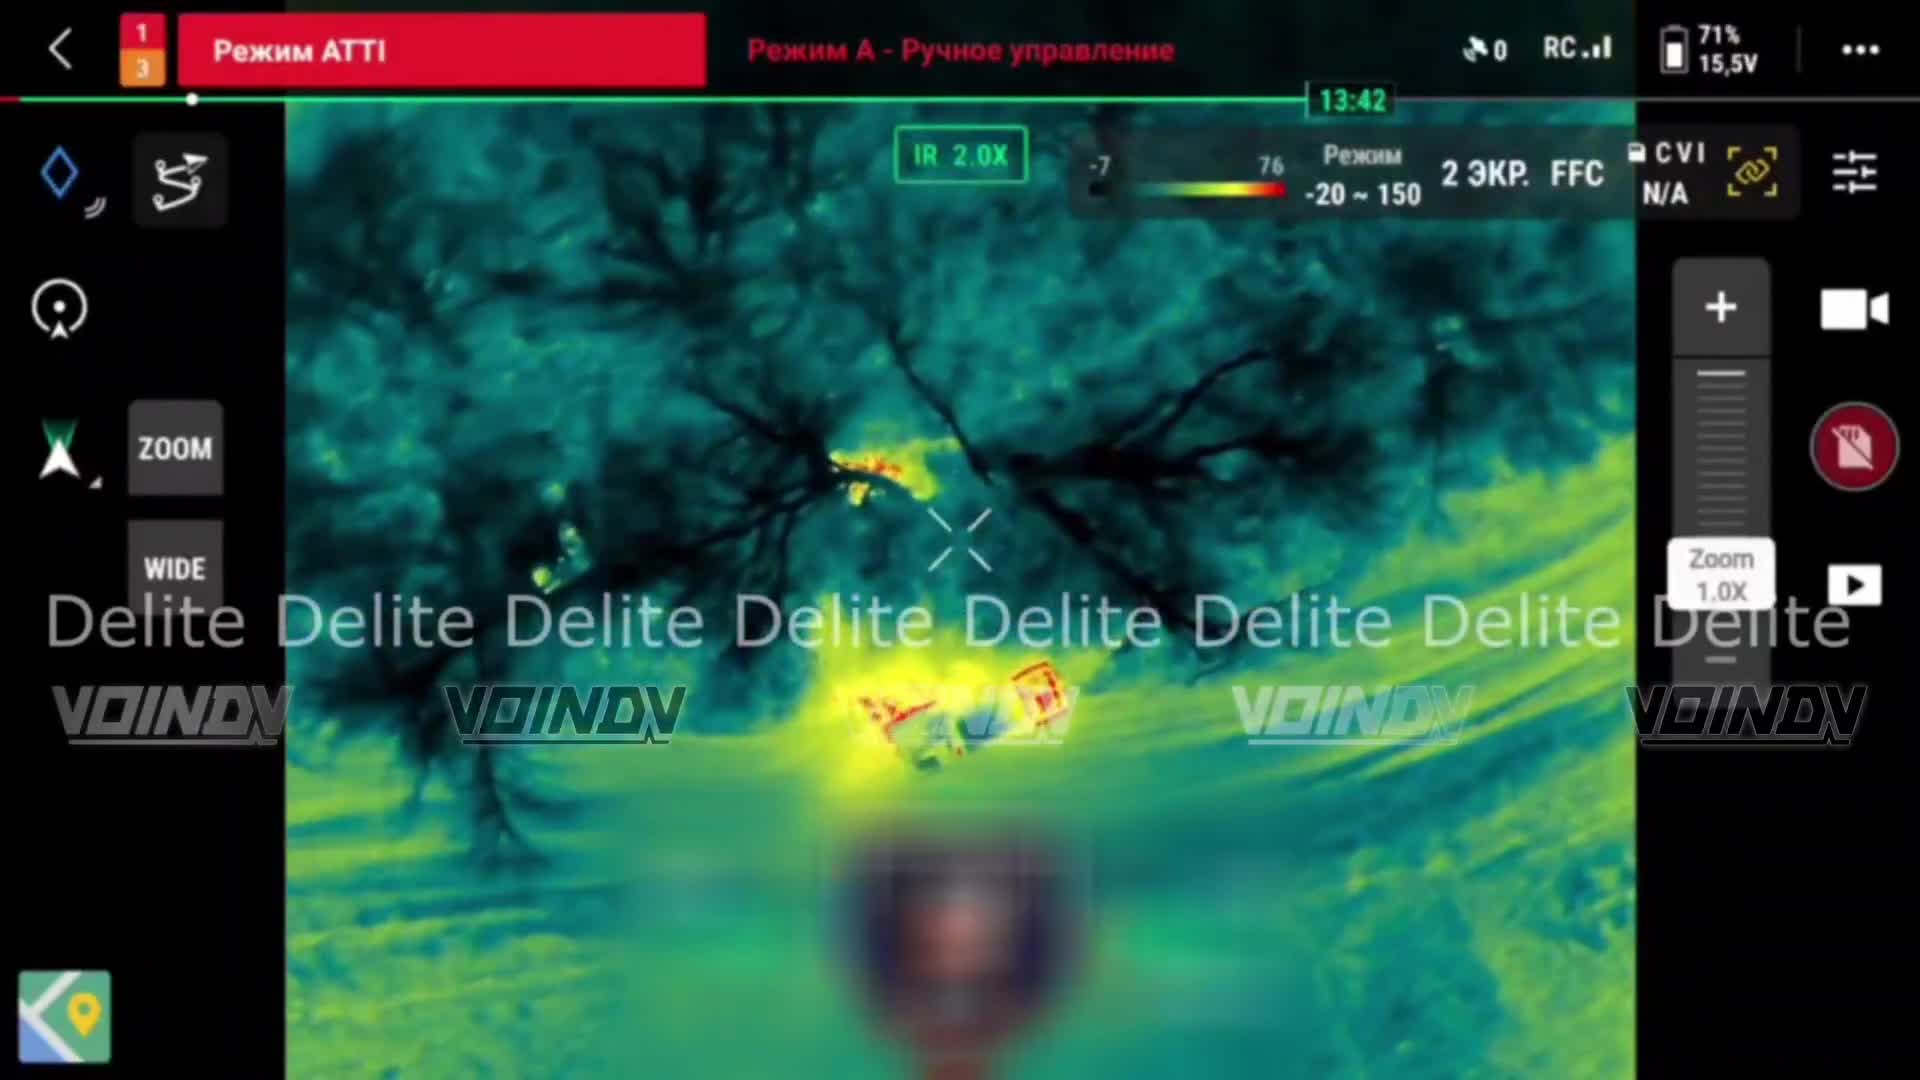 1
3
Режим ATTI
Режим A - Ручное управление
0
RC
71%
15,5V
13:42
IR 2.0X
-7
76
Режим
-20 ~ 150
2 ЭКР.
FFC
CVI
N/A
ZOOM
WIDE
Zoom
1.0X
Delite Delite Delite Delite Delite Delite Delite Delite
VOINDV VOINDV VOINDV VOINDV VOINDV